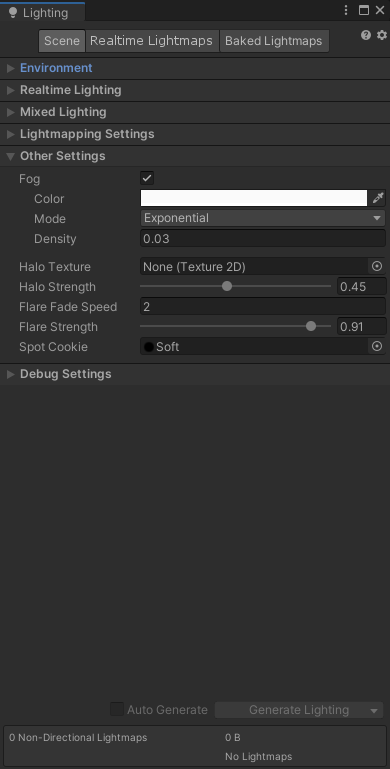 Lighting
Scene Realtime Lightmaps Baked Lightmaps
Environment
Realtime Lighting
Mixed Lighting
Lightmapping Settings
Other Settings
Fog
Color
Mode Exponential
Density 0.03
Halo Texture None (Texture 2D)
Halo Strength 0.45
Flare Fade Speed 2
Flare Strength 0.91
Spot Cookie Soft
Debug Settings
Auto Generate Generate Lighting
0 Non-Directional Lightmaps 0 B
No Lightmaps